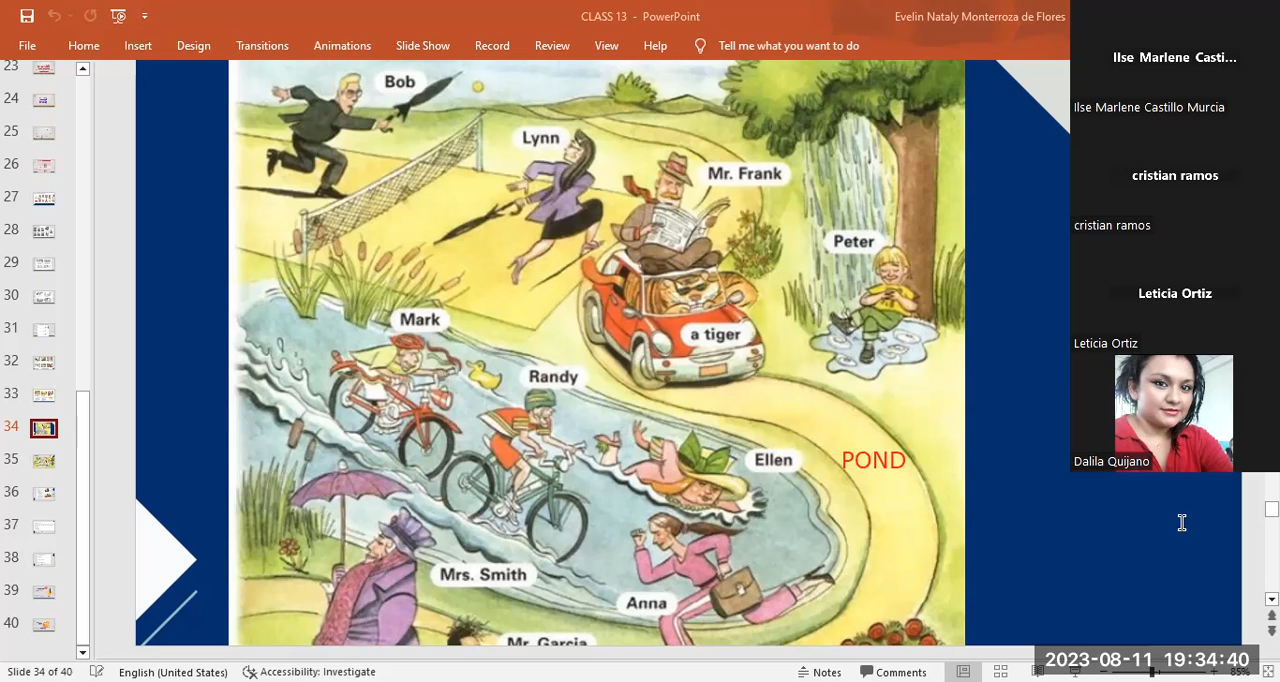 CLASS 13 - PowerPoint
Evelin Nataly Monterroza de Flores
File Home Insert Design Transitions Animations Slide Show Record Review View Help Tell me what you want to do
23
24
25
26
27
28
29
30
31
32
33
34
35
36
37
38
39
40
Bob
Lynn
Mr. Frank
Peter
a tiger
Mark
Randy
Ellen
POND
Mrs. Smith
Anna
Mr. Garcia
Ilse Marlene Casti...
Ilse Marlene Castillo Murcia
cristian ramos
cristian ramos
Leticia Ortiz
Leticia Ortiz
Dalila Quijano
Slide 34 of 40 English (United States) Accessibility: Investigate Notes Comments 85%
2023-08-11 19:34:40